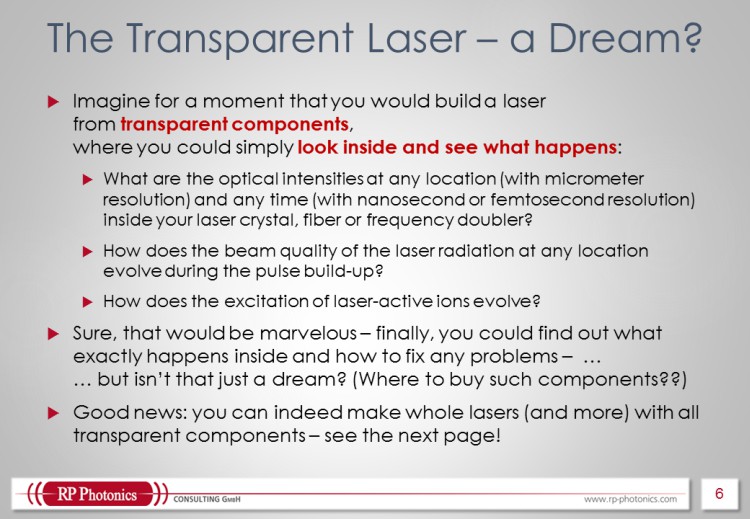 The Transparent Laser – a Dream?
Imagine for a moment that you would build a laser
from transparent components,
where you could simply look inside and see what happens:
What are the optical intensities at any location (with micrometer
resolution) and any time (with nanosecond or femtosecond resolution)
inside your laser crystal, fiber or frequency doubler?
How does the beam quality of the laser radiation at any location
evolve during the pulse build-up?
How does the excitation of laser-active ions evolve?
Sure, that would be marvelous – finally, you could find out what
exactly happens inside and how to fix any problems – …
… but isn't that just a dream? (Where to buy such components??)
Good news: you can indeed make whole lasers (and more) with all
transparent components – see the next page!
RP Photonics CONSULTING GmbH
www.rp-photonics.com
6